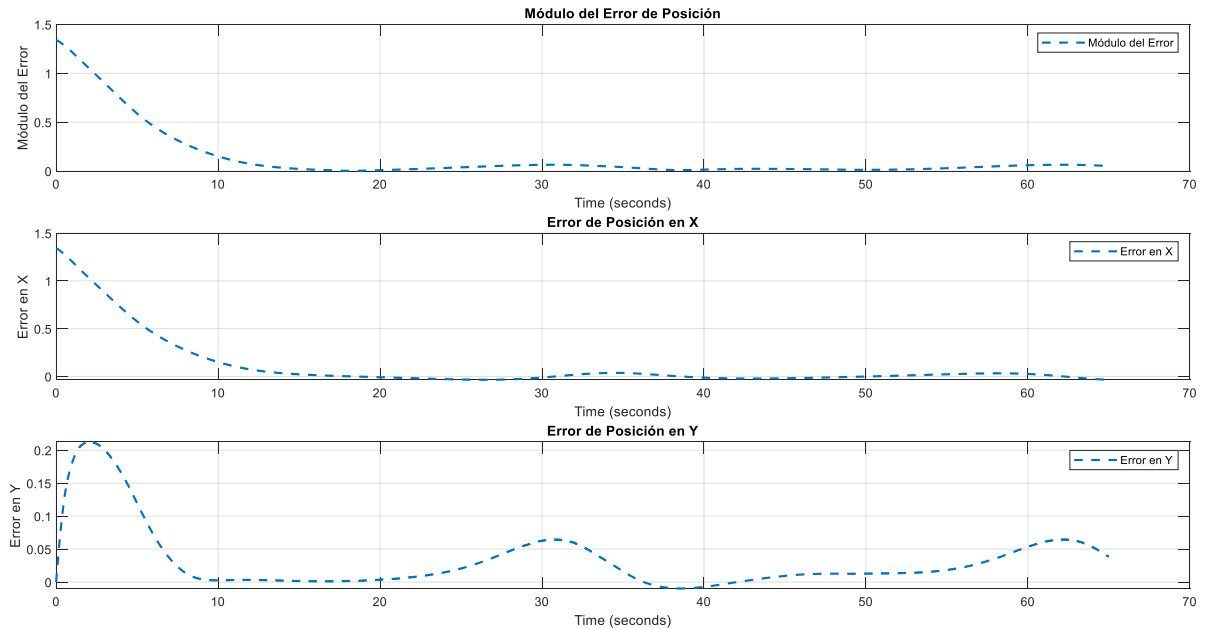 Módulo del Error de Posición
Módulo del Error
1.5
1
0.5
0
Módulo del Error
0 10 20 30 40 50 60 70
Time (seconds)
Error de Posición en X
Error en X
1.5
1
0.5
0
Error en X
0 10 20 30 40 50 60 70
Time (seconds)
Error de Posición en Y
Error en Y
0.2
0.15
0.1
0.05
0
Error en Y
0 10 20 30 40 50 60 70
Time (seconds)